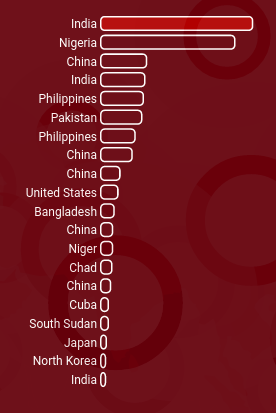 India
Nigeria
China
India
Philippines
Pakistan
Philippines
China
China
United States
Bangladesh
China
Niger
Chad
China
Cuba
South Sudan
Japan
North Korea
India